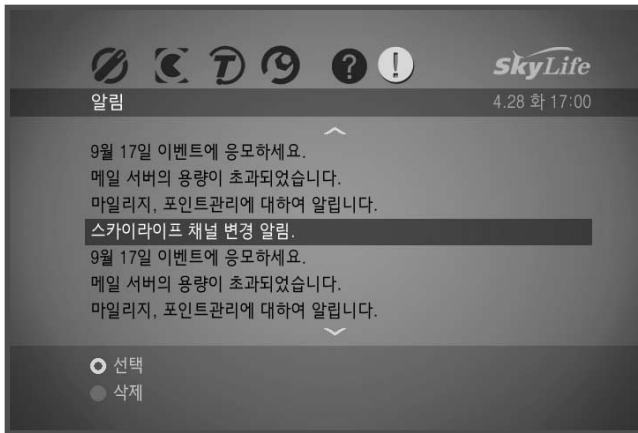 SkyLife
알림
4.28 화 17:00
9월 17일 이벤트에 응모하세요.
메일 서버의 용량이 초과되었습니다.
마일리지, 포인트관리에 대하여 알립니다.
스카이라이프 채널 변경 알림.
9월 17일 이벤트에 응모하세요.
메일 서버의 용량이 초과되었습니다.
마일리지, 포인트관리에 대하여 알립니다.
선택
삭제